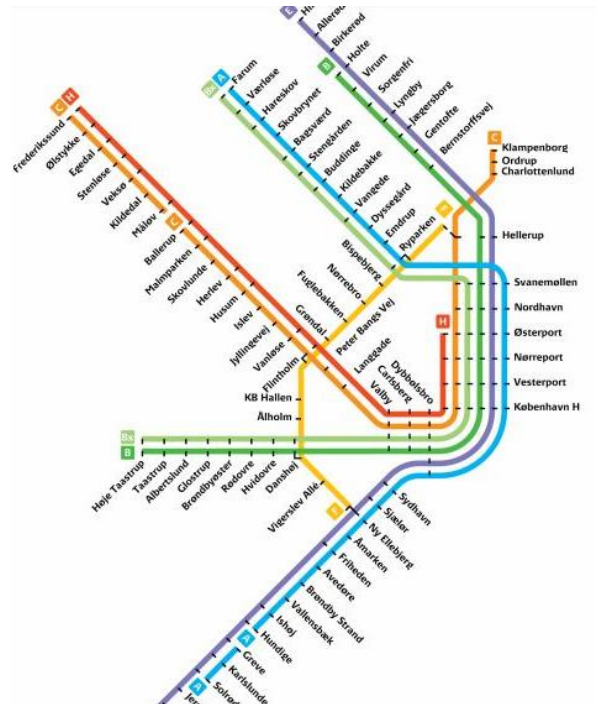 E
Allerød
Birkerød
Holte
B
Virum
Sorgenfri
Lyngby
Jægersborg
Gentofte
Bernstorffsvej
Bx
A
Farum
Værløse
Hareskov
Skovbrynet
Bagsværd
Stengården
Buddinge
Kildebakke
Vangede
Dyssegård
Emdrup
Ryparken
F
C
Klampenborg
Ordrup
Charlottenlund
Hellerup
Svanemøllen
Nordhavn
Østerport
Nørreport
Vesterport
København H
C
H
Frederikssund
Ølstykke
Egedal
Stenløse
Veksø
Kildedal
Måløv
C
Ballerup
Malmparken
Skovlunde
Herlev
Husum
Islev
Jyllingevej
Vanløse
Flintholm
Bispebjerg
Nørrebro
Fuglebakken
Grøndal
Peter Bangs Vej
Langgade
Valby
Carlsberg
Dybbølsbro
H
KB Hallen
Ålholm
Bx
B
Høje Taastrup
Taastrup
Albertslund
Glostrup
Brøndbyøster
Rødovre
Hvidovre
Danshøj
Vigerslev Allé
F
Sydhavn
Sjælør
Ny Ellebjerg
Åmarken
Friheden
Avedøre
Brøndby Strand
Vallensbæk
Ishøj
Hundige
A
Greve
Karlslunde
A